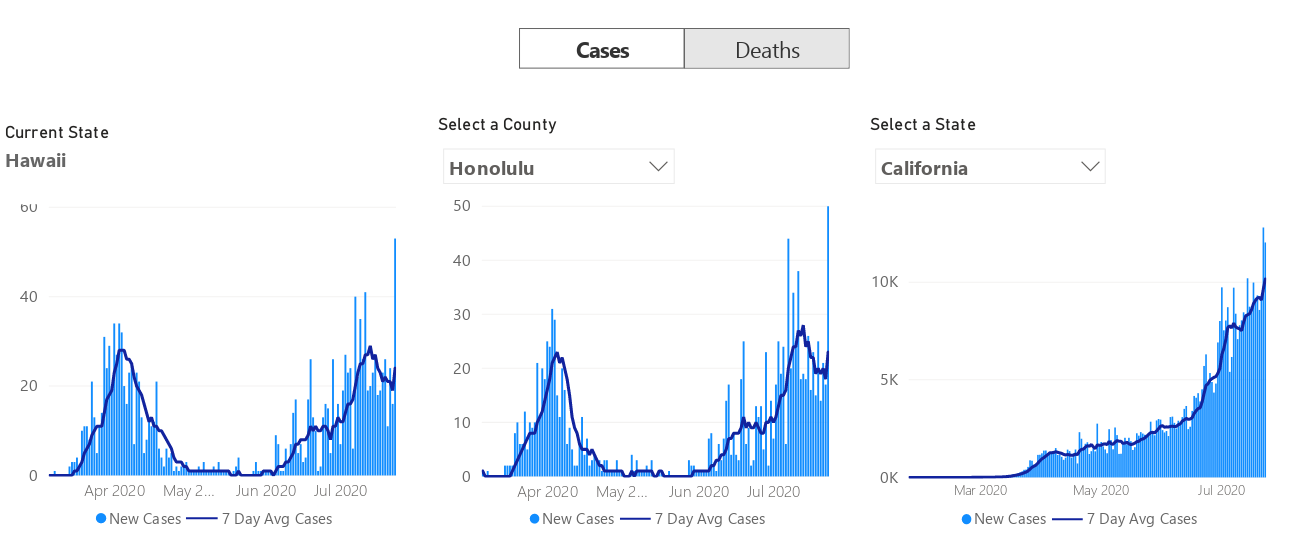 Cases
Deaths
Current State
Hawaii
Select a County
Honolulu
Select a State
California
60
40
20
0
Apr 2020
May 2...
Jun 2020
Jul 2020
New Cases
7 Day Avg Cases
50
40
30
20
10
0
Apr 2020
May 2...
Jun 2020
Jul 2020
New Cases
7 Day Avg Cases
10K
5K
0K
Mar 2020
May 2020
Jul 2020
New Cases
7 Day Avg Cases